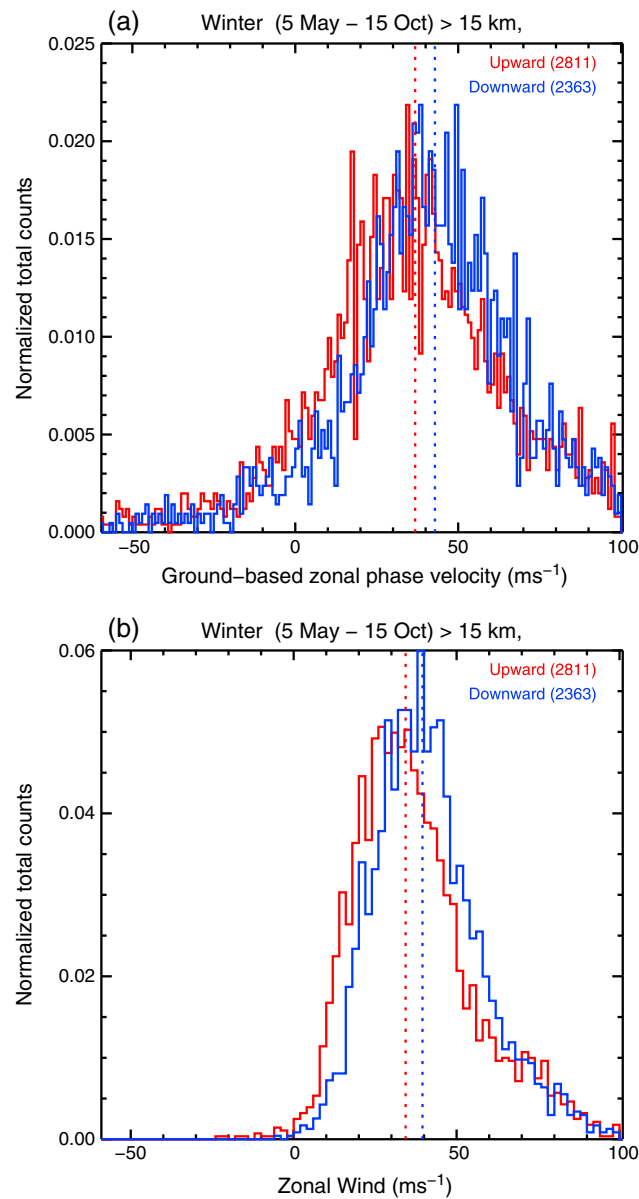 (a)
Winter (5 May − 15 Oct) > 15 km,
0.025
Upward (2811)
Downward (2363)
0.020
0.015
0.010
0.005
0.000
Normalized total counts
−50 0 50 100
Ground−based zonal phase velocity (ms⁻¹)
(b)
Winter (5 May − 15 Oct) > 15 km,
0.06
Upward (2811)
Downward (2363)
0.04
0.02
0.00
Normalized total counts
−50 0 50 100
Zonal Wind (ms⁻¹)